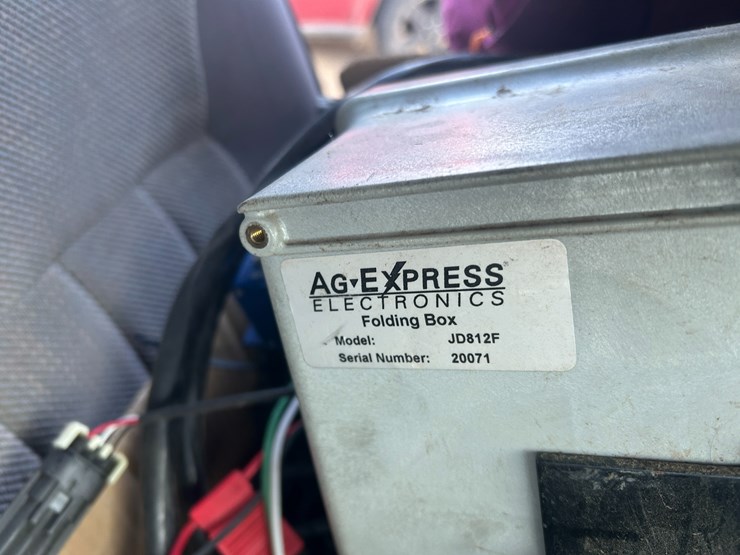 AG▾EXPRESS
ELECTRONICS
Folding Box
Model: JD812F
Serial Number: 20071